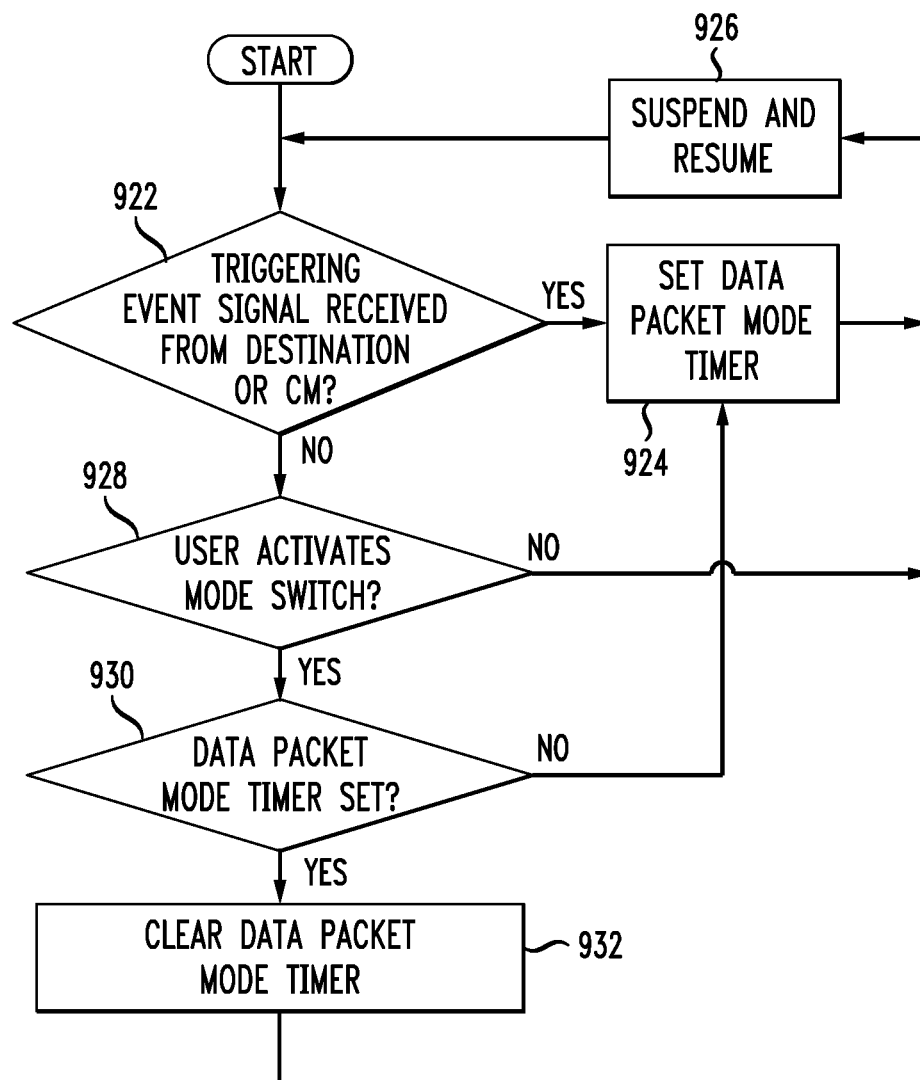 START
926
SUSPEND AND
RESUME
922
TRIGGERING
EVENT SIGNAL RECEIVED
FROM DESTINATION
OR CM?
YES
SET DATA
PACKET MODE
TIMER
924
NO
928
USER ACTIVATES
MODE SWITCH?
NO
YES
930
DATA PACKET
MODE TIMER SET?
NO
YES
CLEAR DATA PACKET
MODE TIMER
932